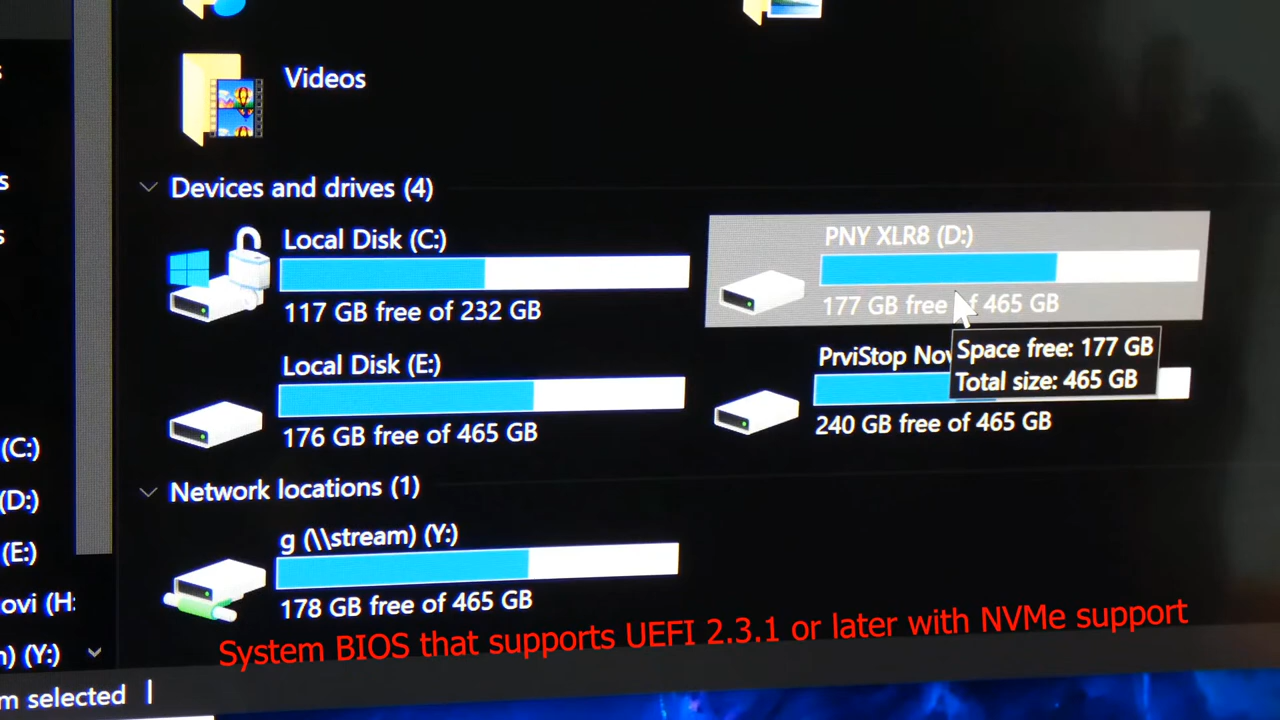 Videos
Devices and drives (4)
Local Disk (C:)
117 GB free of 232 GB
PNY XLR8 (D:)
177 GB free of 465 GB
Space free: 177 GB
Total size: 465 GB
Local Disk (E:)
176 GB free of 465 GB
PrviStop Nov
240 GB free of 465 GB
Network locations (1)
g (\\stream) (Y:)
178 GB free of 465 GB
System BIOS that supports UEFI 2.3.1 or later with NVMe support
(C:)
(D:)
(E:)
ovi (H:
m) (Y:)
m selected